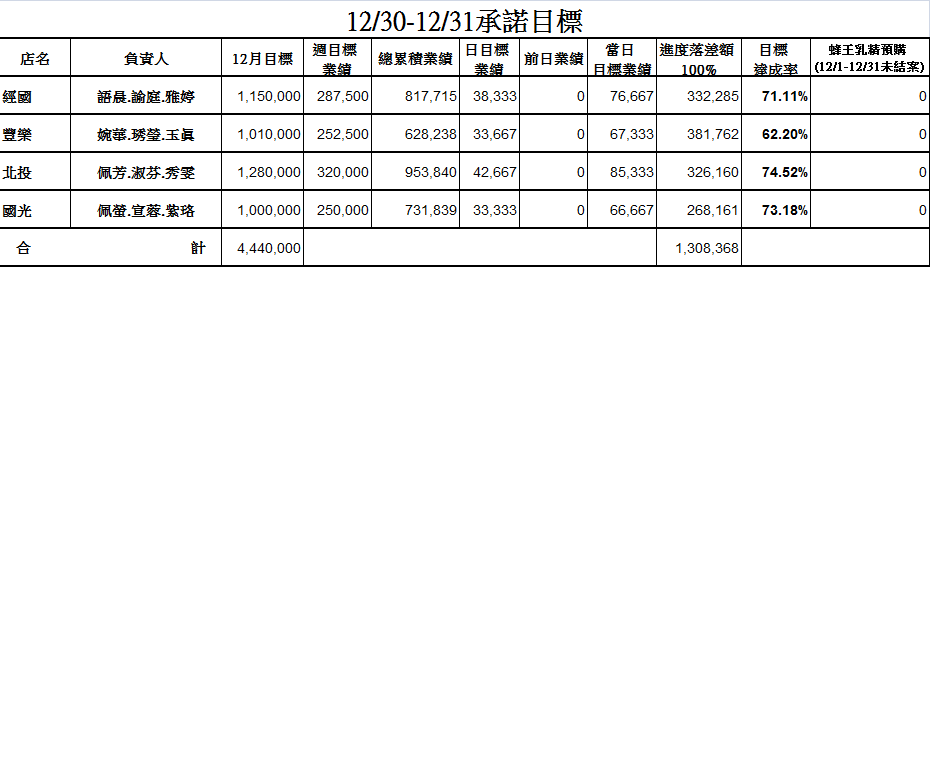 12/30-12/31承諾目標
店名 負責人 12月目標 週目標業績 總累積業績 日目標業績 前日業績 當日目標業績 進度落差額100% 目標達成率 蜂王乳精預購(12/1-12/31未結案)
經國 語晨.諭庭.雅婷 1,150,000 287,500 817,715 38,333 0 76,667 332,285 71.11% 0
豐樂 婉華.琇瑩.玉真 1,010,000 252,500 628,238 33,667 0 67,333 381,762 62.20% 0
北投 佩芳.淑芬.秀雯 1,280,000 320,000 953,840 42,667 0 85,333 326,160 74.52% 0
國光 佩螢.宣蓉.紫珞 1,000,000 250,000 731,839 33,333 0 66,667 268,161 73.18% 0
合計 4,440,000 1,308,368